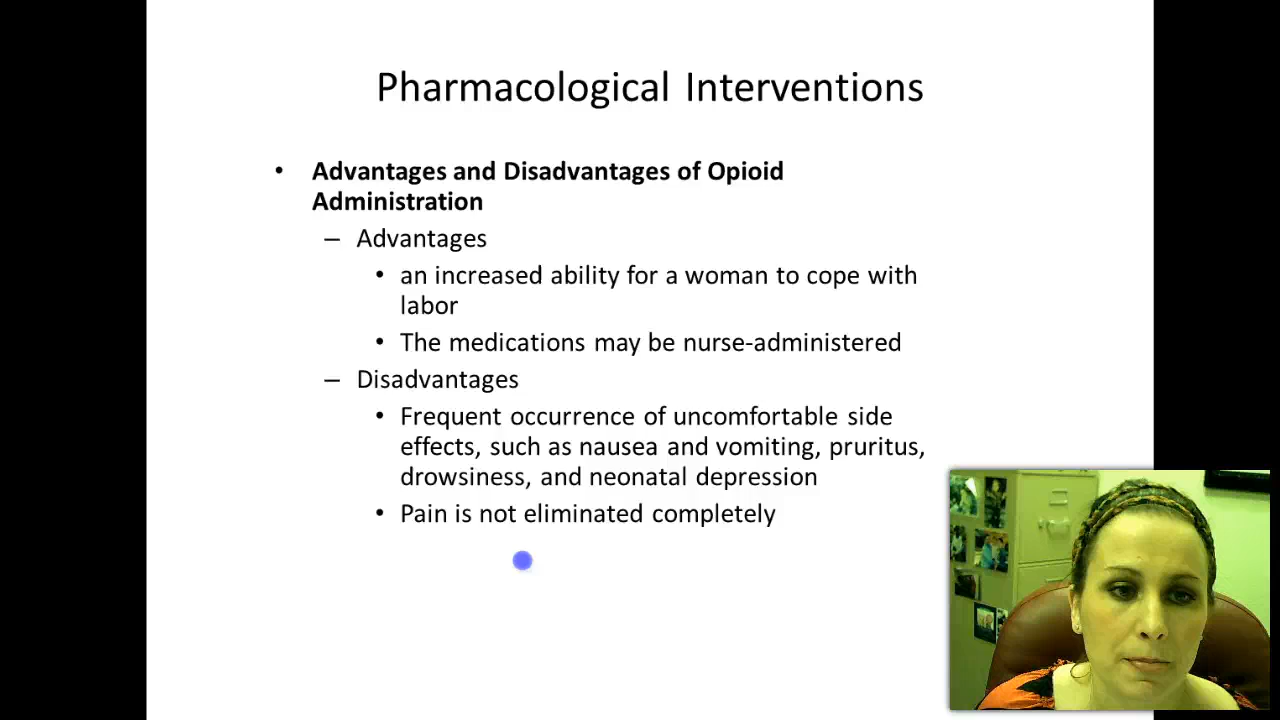 Pharmacological Interventions
• Advantages and Disadvantages of Opioid
Administration
– Advantages
• an increased ability for a woman to cope with
labor
• The medications may be nurse-administered
– Disadvantages
• Frequent occurrence of uncomfortable side
effects, such as nausea and vomiting, pruritus,
drowsiness, and neonatal depression
• Pain is not eliminated completely